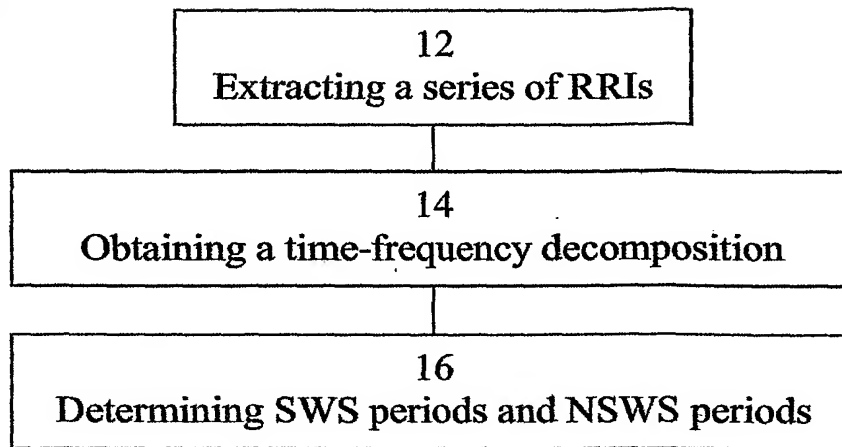 12
Extracting a series of RRIs
14
Obtaining a time-frequency decomposition
16
Determining SWS periods and NSWS periods